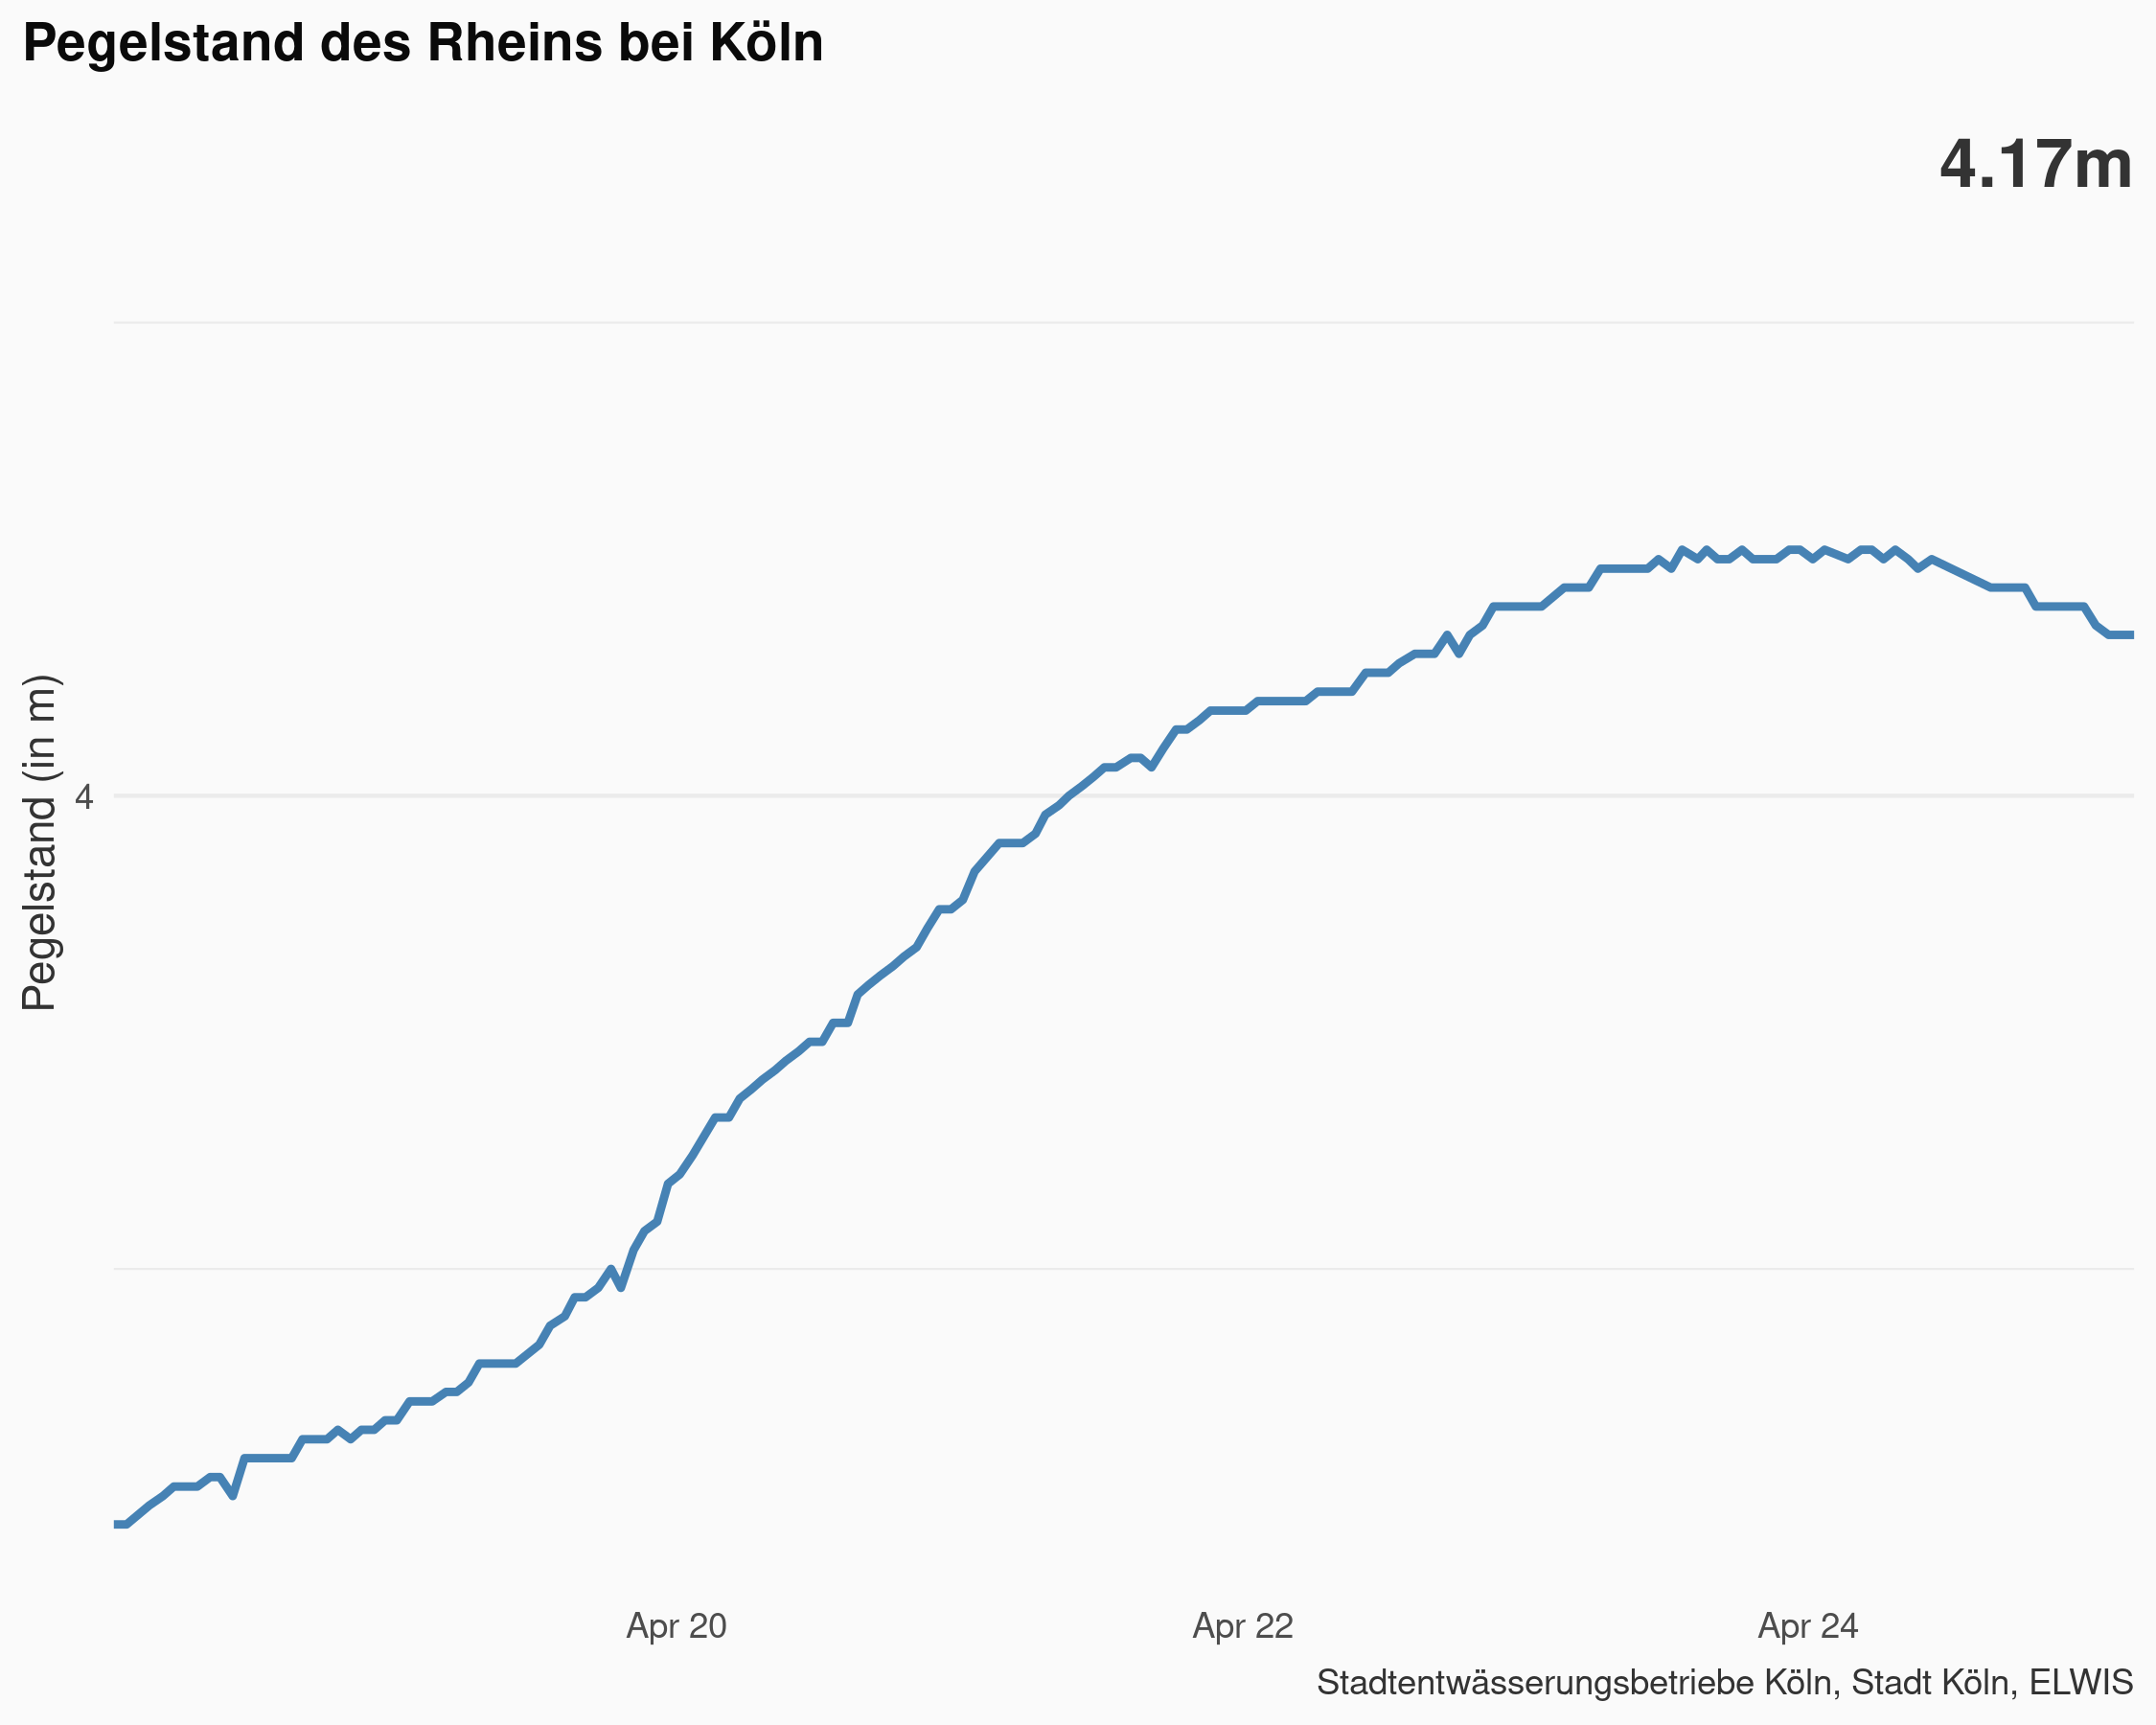 Pegelstand des Rheins bei Köln
4.17m
Pegelstand (in m)
4
Apr 20
Apr 22
Apr 24
Stadtentwässerungsbetriebe Köln, Stadt Köln, ELWIS